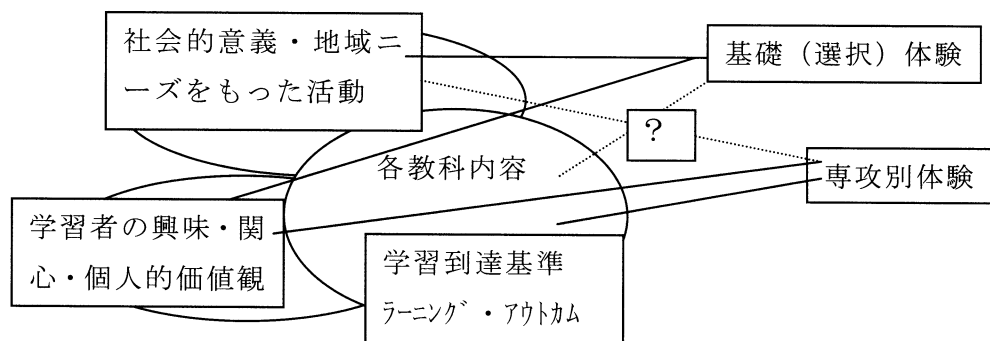 社会的意義・地域ニ
ーズをもった活動
基礎（選択）体験
？
各教科内容
専攻別体験
学習者の興味・関
心・個人的価値観
学習到達基準
ラーニング・アウトカム